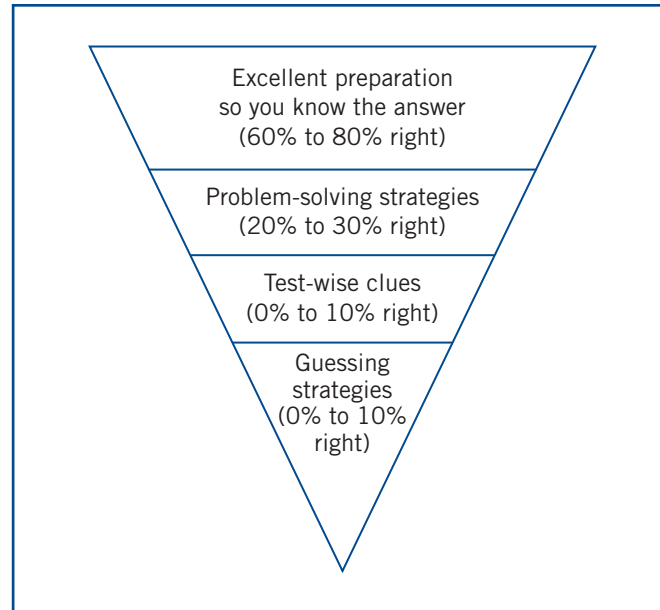 Excellent preparation
so you know the answer
(60% to 80% right)
Problem-solving strategies
(20% to 30% right)
Test-wise clues
(0% to 10% right)
Guessing
strategies
(0% to 10%
right)